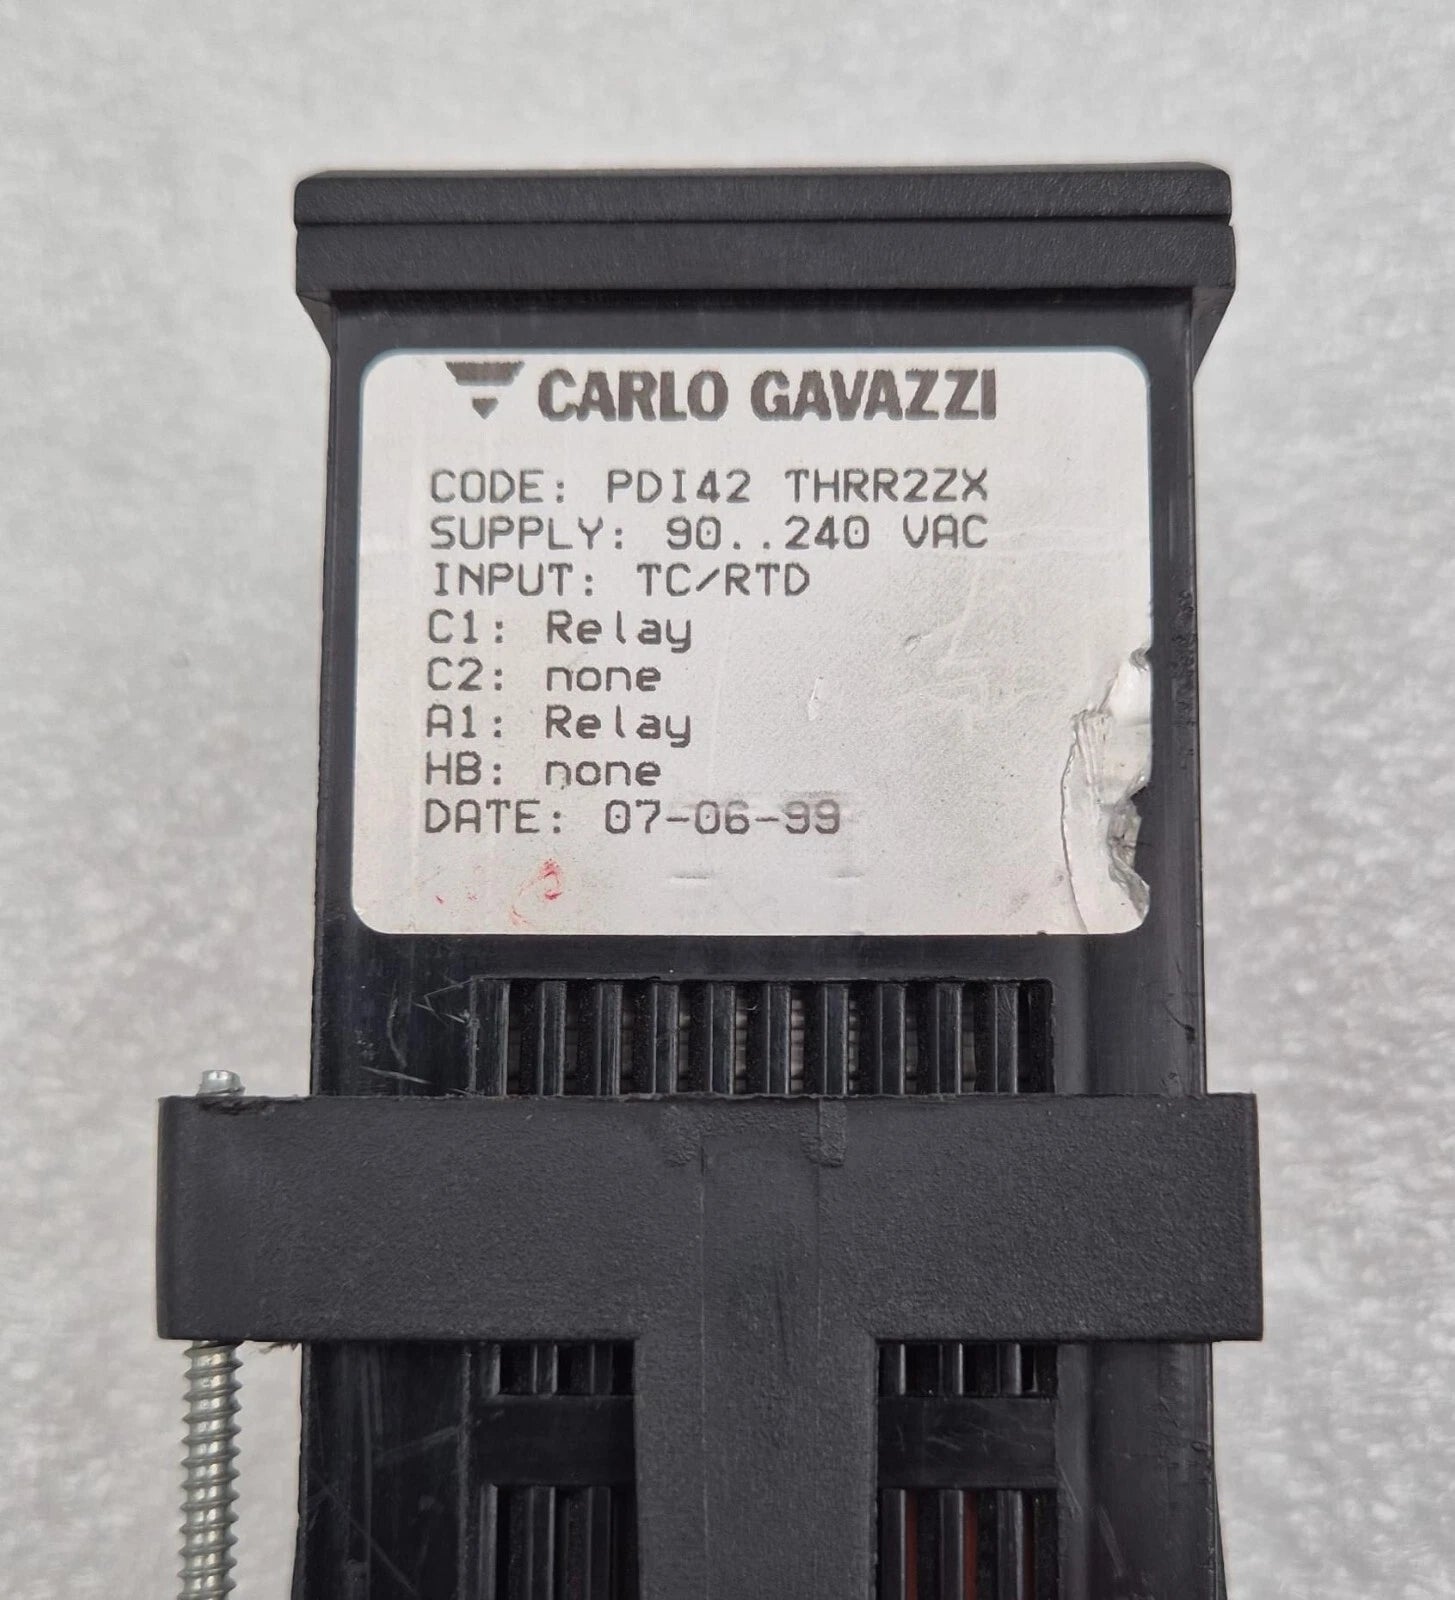 CARLO GAVAZZI
CODE: PDI42 THRR2ZX
SUPPLY: 90..240 VAC
INPUT: TC/RTD
C1: Relay
C2: none
A1: Relay
HB: none
DATE: 07-06-99